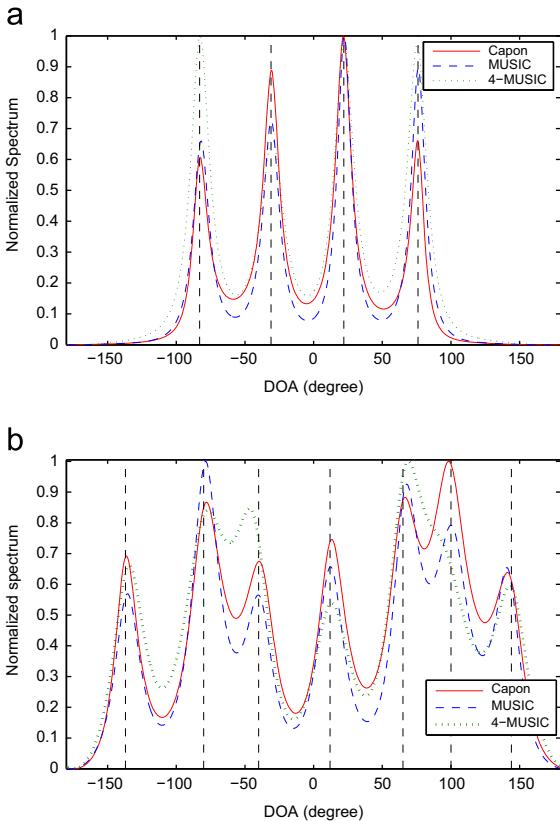 a
1
0.9
0.8
0.7
0.6
0.5
0.4
0.3
0.2
0.1
0
Normalized Spectrum
Capon
MUSIC
4−MUSIC
−150 −100 −50 0 50 100 150
DOA (degree)
b
1
0.9
0.8
0.7
0.6
0.5
0.4
0.3
0.2
0.1
0
Normalized spectrum
Capon
MUSIC
4−MUSIC
−150 −100 −50 0 50 100 150
DOA (degree)